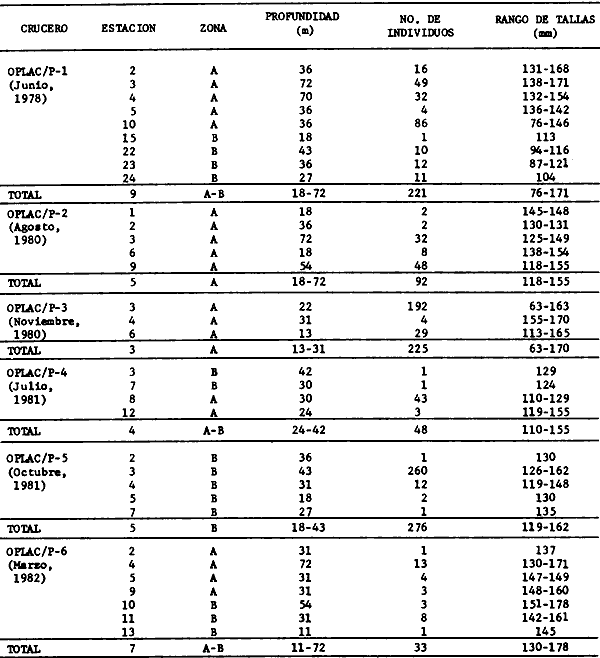 CRUCERO ESTACION ZONA PROFUNDIDAD (m) NO. DE INDIVIDUOS RANGO DE TALLAS (mm)
OPLAC/P-1 2 A 36 16 131-168
(Junio, 3 A 72 49 138-171
1978) 4 A 70 32 132-154
5 A 36 4 136-142
10 A 36 86 76-146
15 B 18 1 113
22 B 43 10 94-116
23 B 36 12 87-121
24 B 27 11 104
TOTAL 9 A-B 18-72 221 76-171
OPLAC/P-2 1 A 18 2 145-148
(Agosto, 2 A 36 2 130-131
1980) 3 A 72 32 125-149
6 A 18 8 138-154
9 A 54 48 118-155
TOTAL 5 A 18-72 92 118-155
OPLAC/P-3 3 A 22 192 63-163
(Noviembre, 4 A 31 4 155-170
1980) 6 A 13 29 113-165
TOTAL 3 A 13-31 225 63-170
OPLAC/P-4 3 B 42 1 129
(Julio, 7 B 30 1 124
1981) 8 A 30 43 110-129
12 A 24 3 119-155
TOTAL 4 A-B 24-42 48 110-155
OPLAC/P-5 2 B 36 1 130
(Octubre, 3 B 43 260 126-162
1981) 4 B 31 12 119-148
5 B 18 2 130
7 B 27 1 135
TOTAL 5 B 18-43 276 119-162
OPLAC/P-6 2 A 31 1 137
(Marzo, 4 A 72 13 130-171
1982) 5 A 31 4 147-149
9 A 31 3 148-160
10 B 54 3 151-178
11 B 31 8 142-161
13 B 11 1 145
TOTAL 7 A-B 11-72 33 130-178